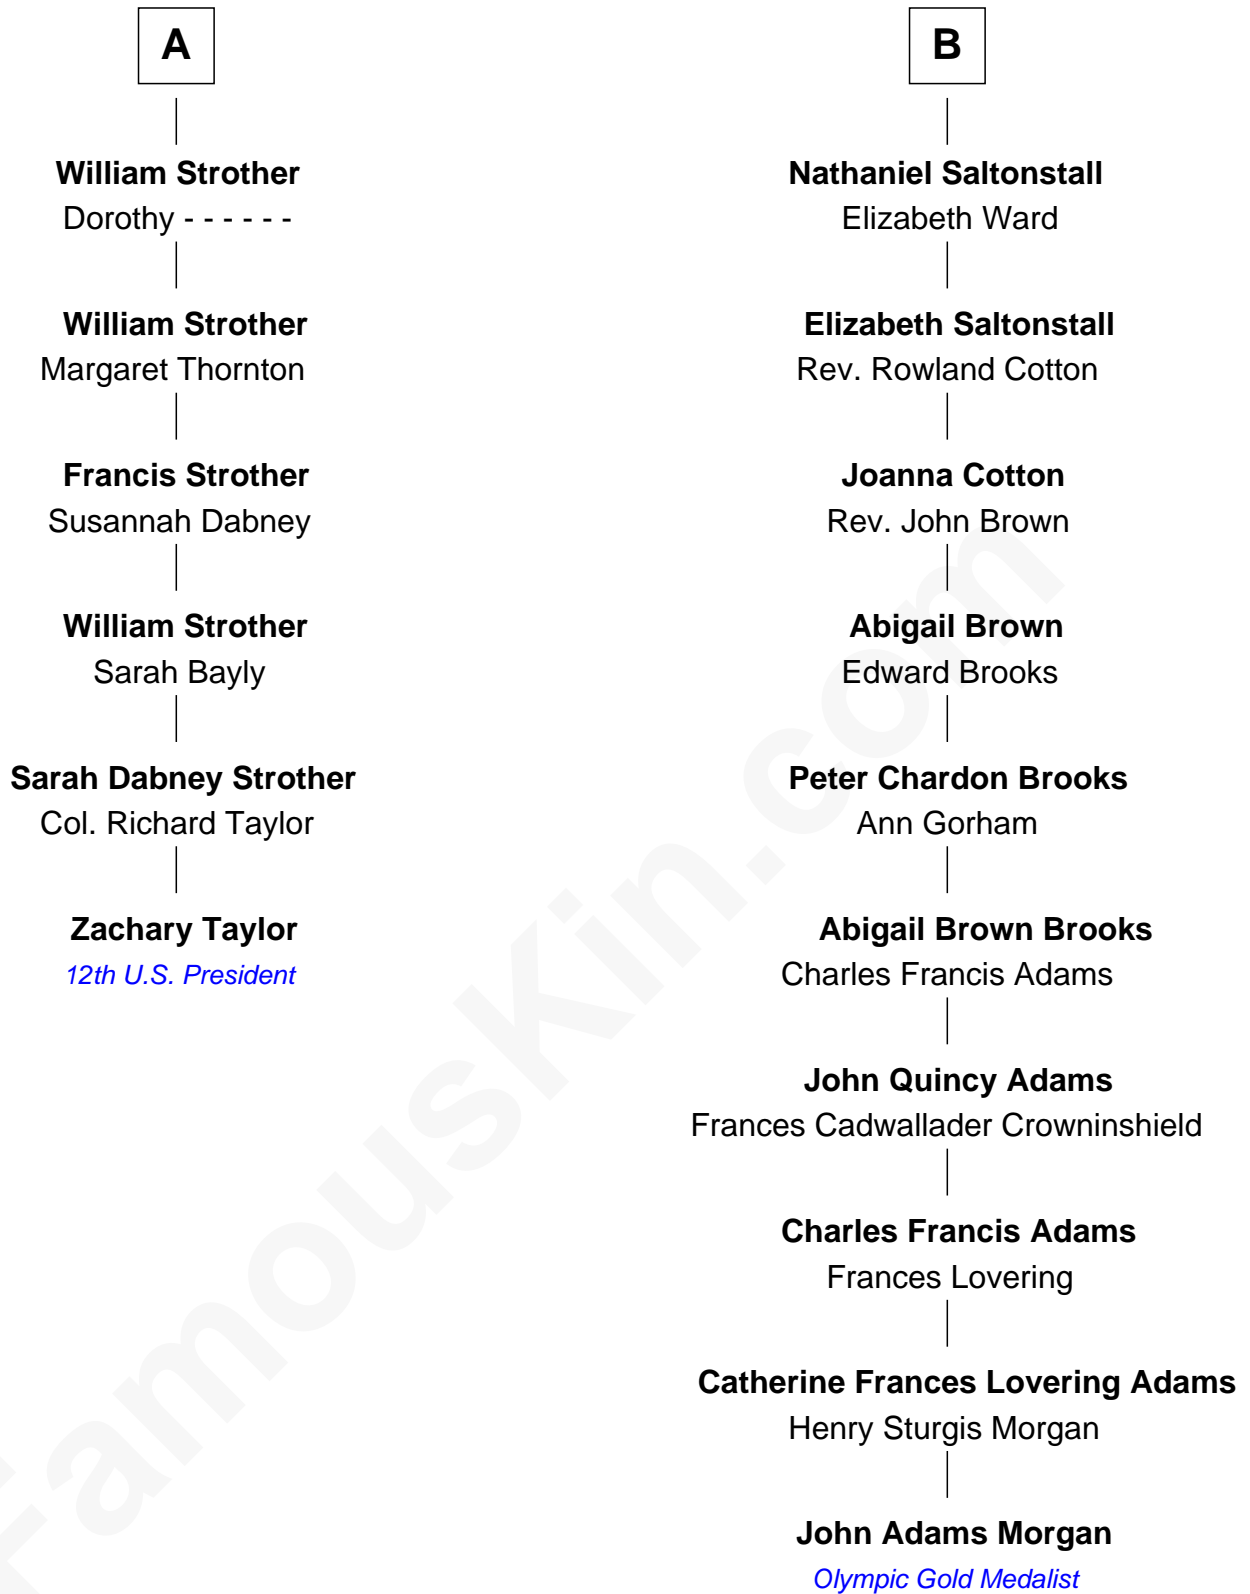 A
William Strother
Dorothy - - - - - -
William Strother
Margaret Thornton
Francis Strother
Susannah Dabney
William Strother
Sarah Bayly
Sarah Dabney Strother
Col. Richard Taylor
Zachary Taylor
12th U.S. President
B
Nathaniel Saltonstall
Elizabeth Ward
Elizabeth Saltonstall
Rev. Rowland Cotton
Joanna Cotton
Rev. John Brown
Abigail Brown
Edward Brooks
Peter Chardon Brooks
Ann Gorham
Abigail Brown Brooks
Charles Francis Adams
John Quincy Adams
Frances Cadwallader Crowninshield
Charles Francis Adams
Frances Lovering
Catherine Frances Lovering Adams
Henry Sturgis Morgan
John Adams Morgan
Olympic Gold Medalist
FamousKin.com